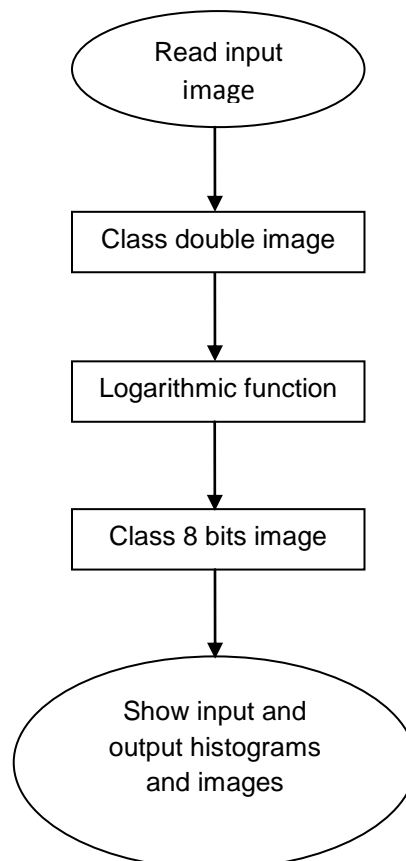 Read input
image
Class double image
Logarithmic function
Class 8 bits image
Show input and
output histograms
and images